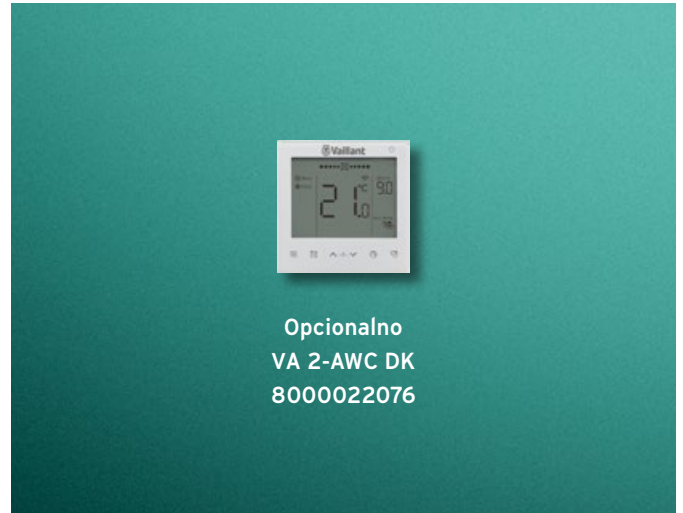 Vaillant
21.0
°C
9.0
Opcionalno
VA 2-AWC DK
8000022076